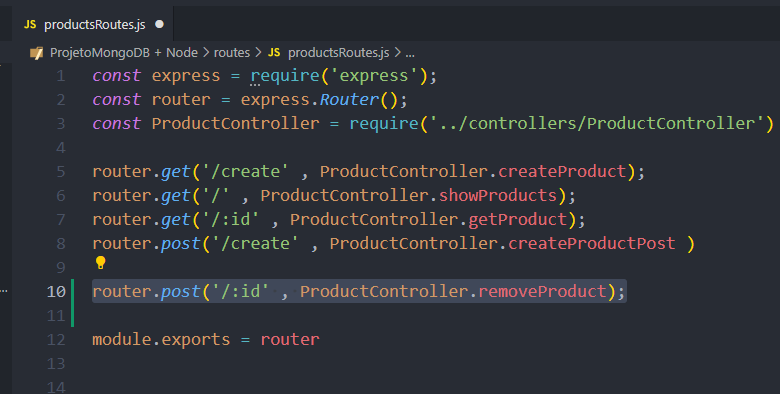 JS productsRoutes.js
ProjetoMongoDB + Node > routes > JS productsRoutes.js > ...
1 const express = require('express');
2 const router = express.Router();
3 const ProductController = require('../controllers/ProductController')
4
5 router.get('/create' , ProductController.createProduct);
6 router.get('/' , ProductController.showProducts);
7 router.get('/:id' , ProductController.getProduct);
8 router.post('/create' , ProductController.createProductPost )
9
10 router.post('/:id' , ProductController.removeProduct);
11
12 module.exports = router
13
14